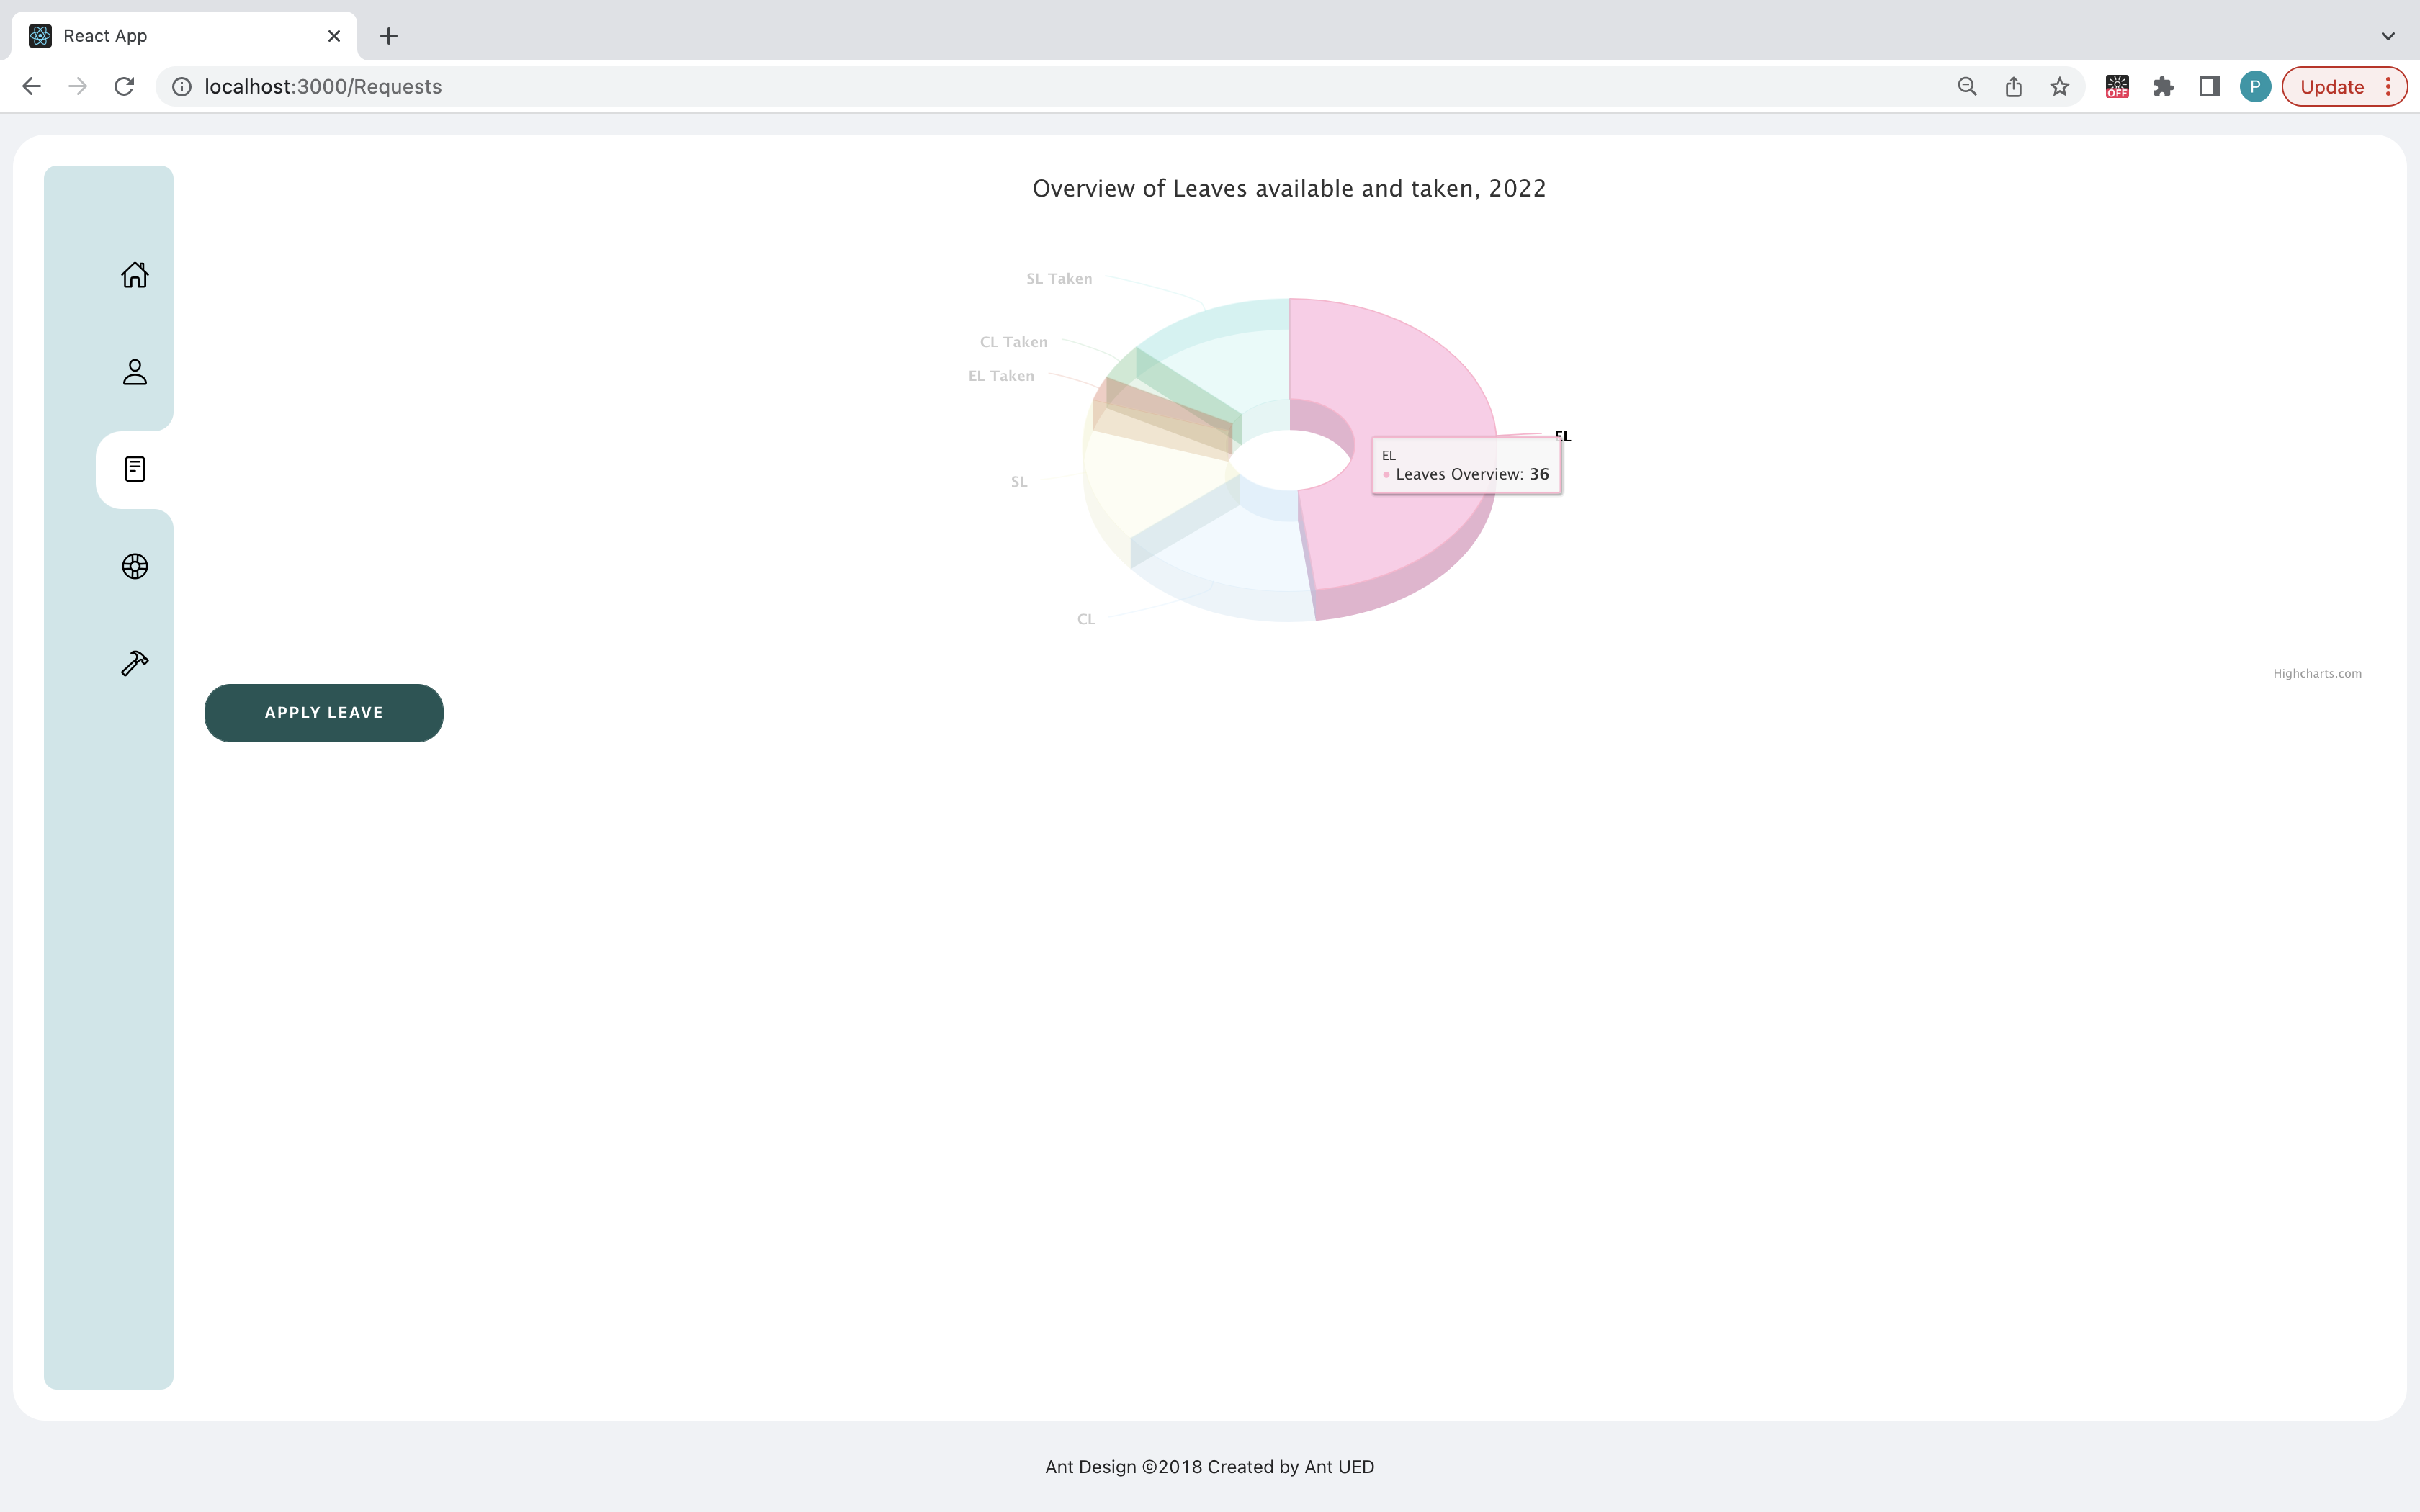 React App
localhost:3000/Requests
OFF
P
Update
Overview of Leaves available and taken, 2022
SL Taken
CL Taken
EL Taken
EL
EL
Leaves Overview: 36
SL
CL
Highcharts.com
APPLY LEAVE
Ant Design ©2018 Created by Ant UED